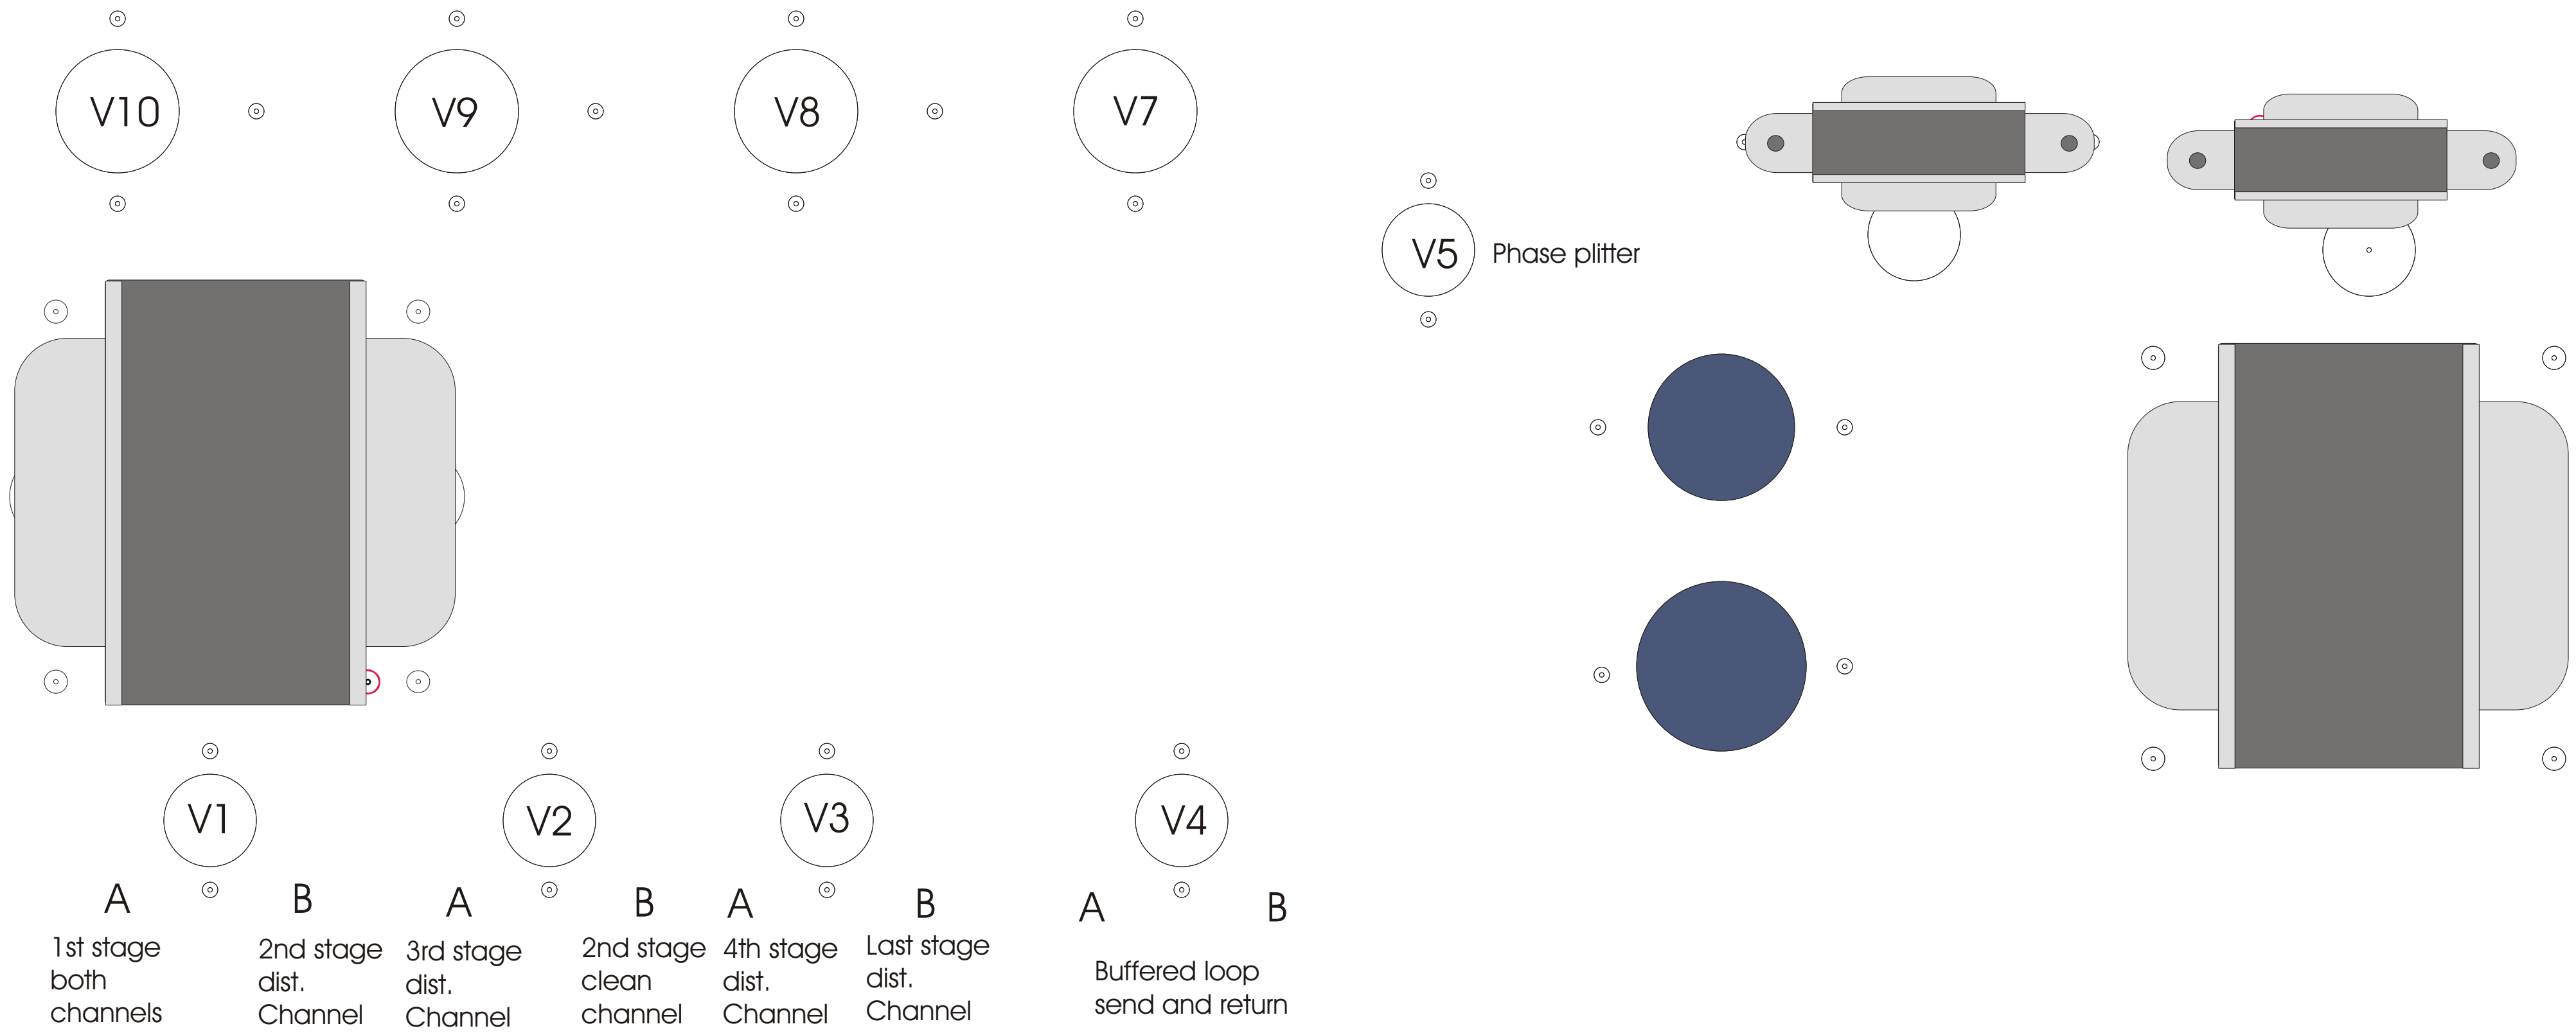 V10
V9
V8
V7
V5
Phase plitter
V1
V2
V3
V4
A
B
A
B
A
B
A
B
1st stage
both
channels
2nd stage
dist.
Channel
3rd stage
dist.
Channel
2nd stage
clean
channel
4th stage
dist.
Channel
Last stage
dist.
Channel
Buffered loop
send and return